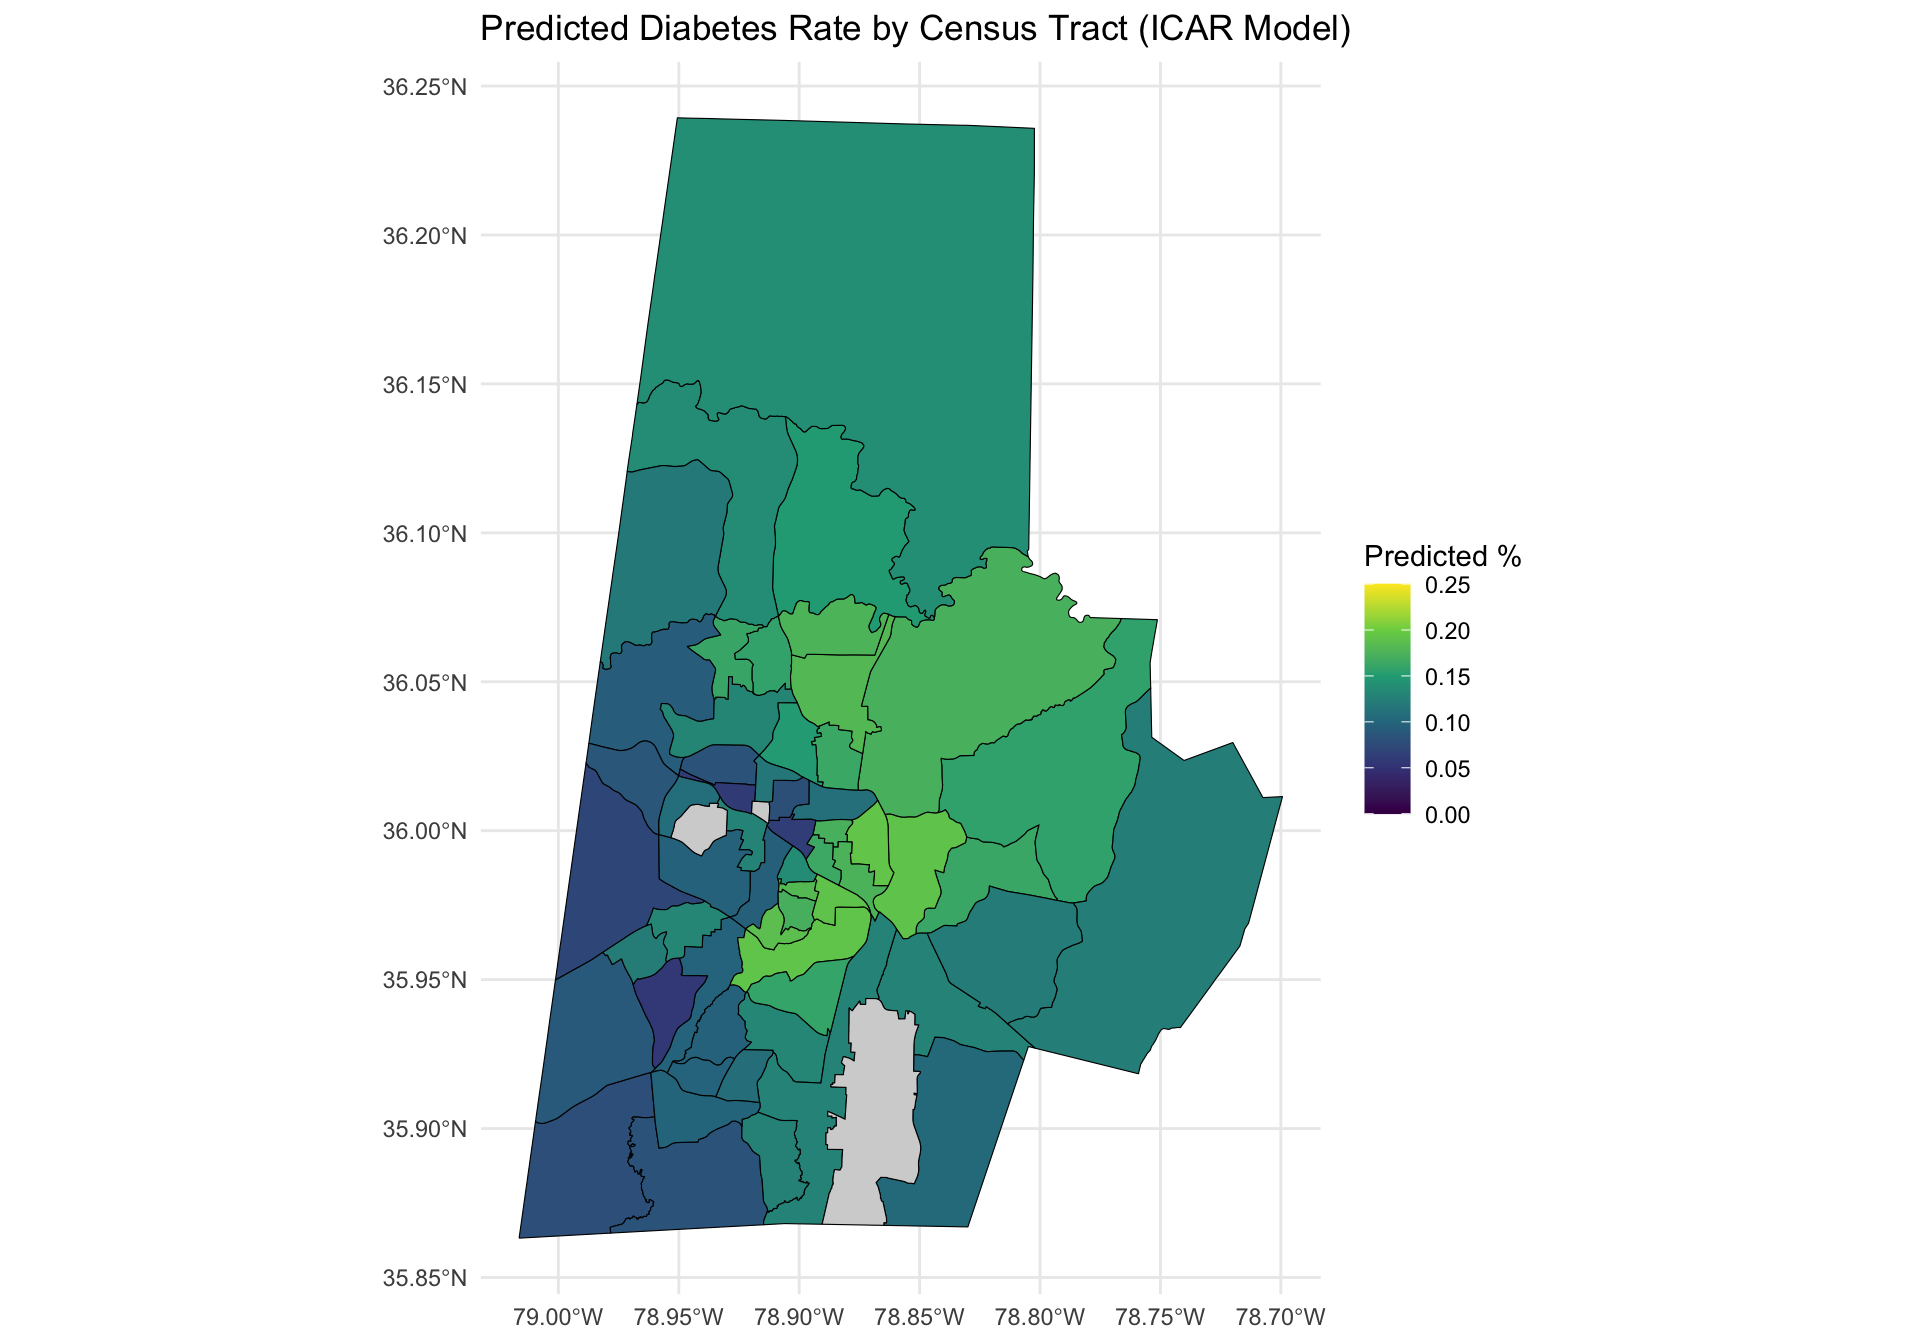 Predicted Diabetes Rate by Census Tract (ICAR Model)
36.25°N
36.20°N
36.15°N
36.10°N
36.05°N
36.00°N
35.95°N
35.90°N
35.85°N
79.00°W 78.95°W 78.90°W 78.85°W 78.80°W 78.75°W 78.70°W
Predicted %
0.25
0.20
0.15
0.10
0.05
0.00